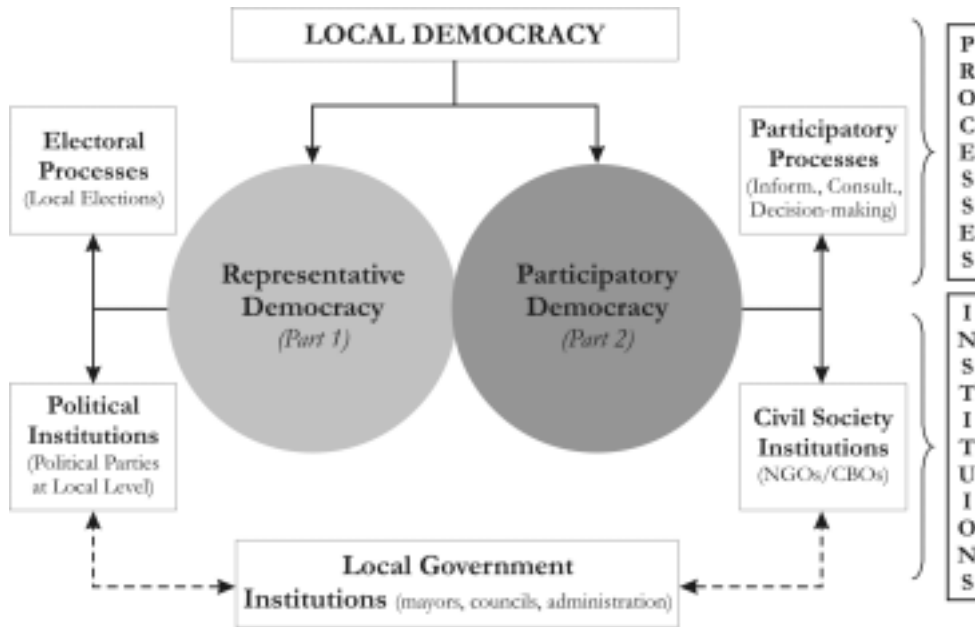 LOCAL DEMOCRACY
Electoral
Processes
(Local Elections)
Participatory
Processes
(Inform., Consult.,
Decision-making)
PROCESSES
Representative
Democracy
(Part 1)
Participatory
Democracy
(Part 2)
Political
Institutions
(Political Parties
at Local Level)
Civil Society
Institutions
(NGOs/CBOs)
INSTITUIONS
Local Government
Institutions (mayors, councils, administration)